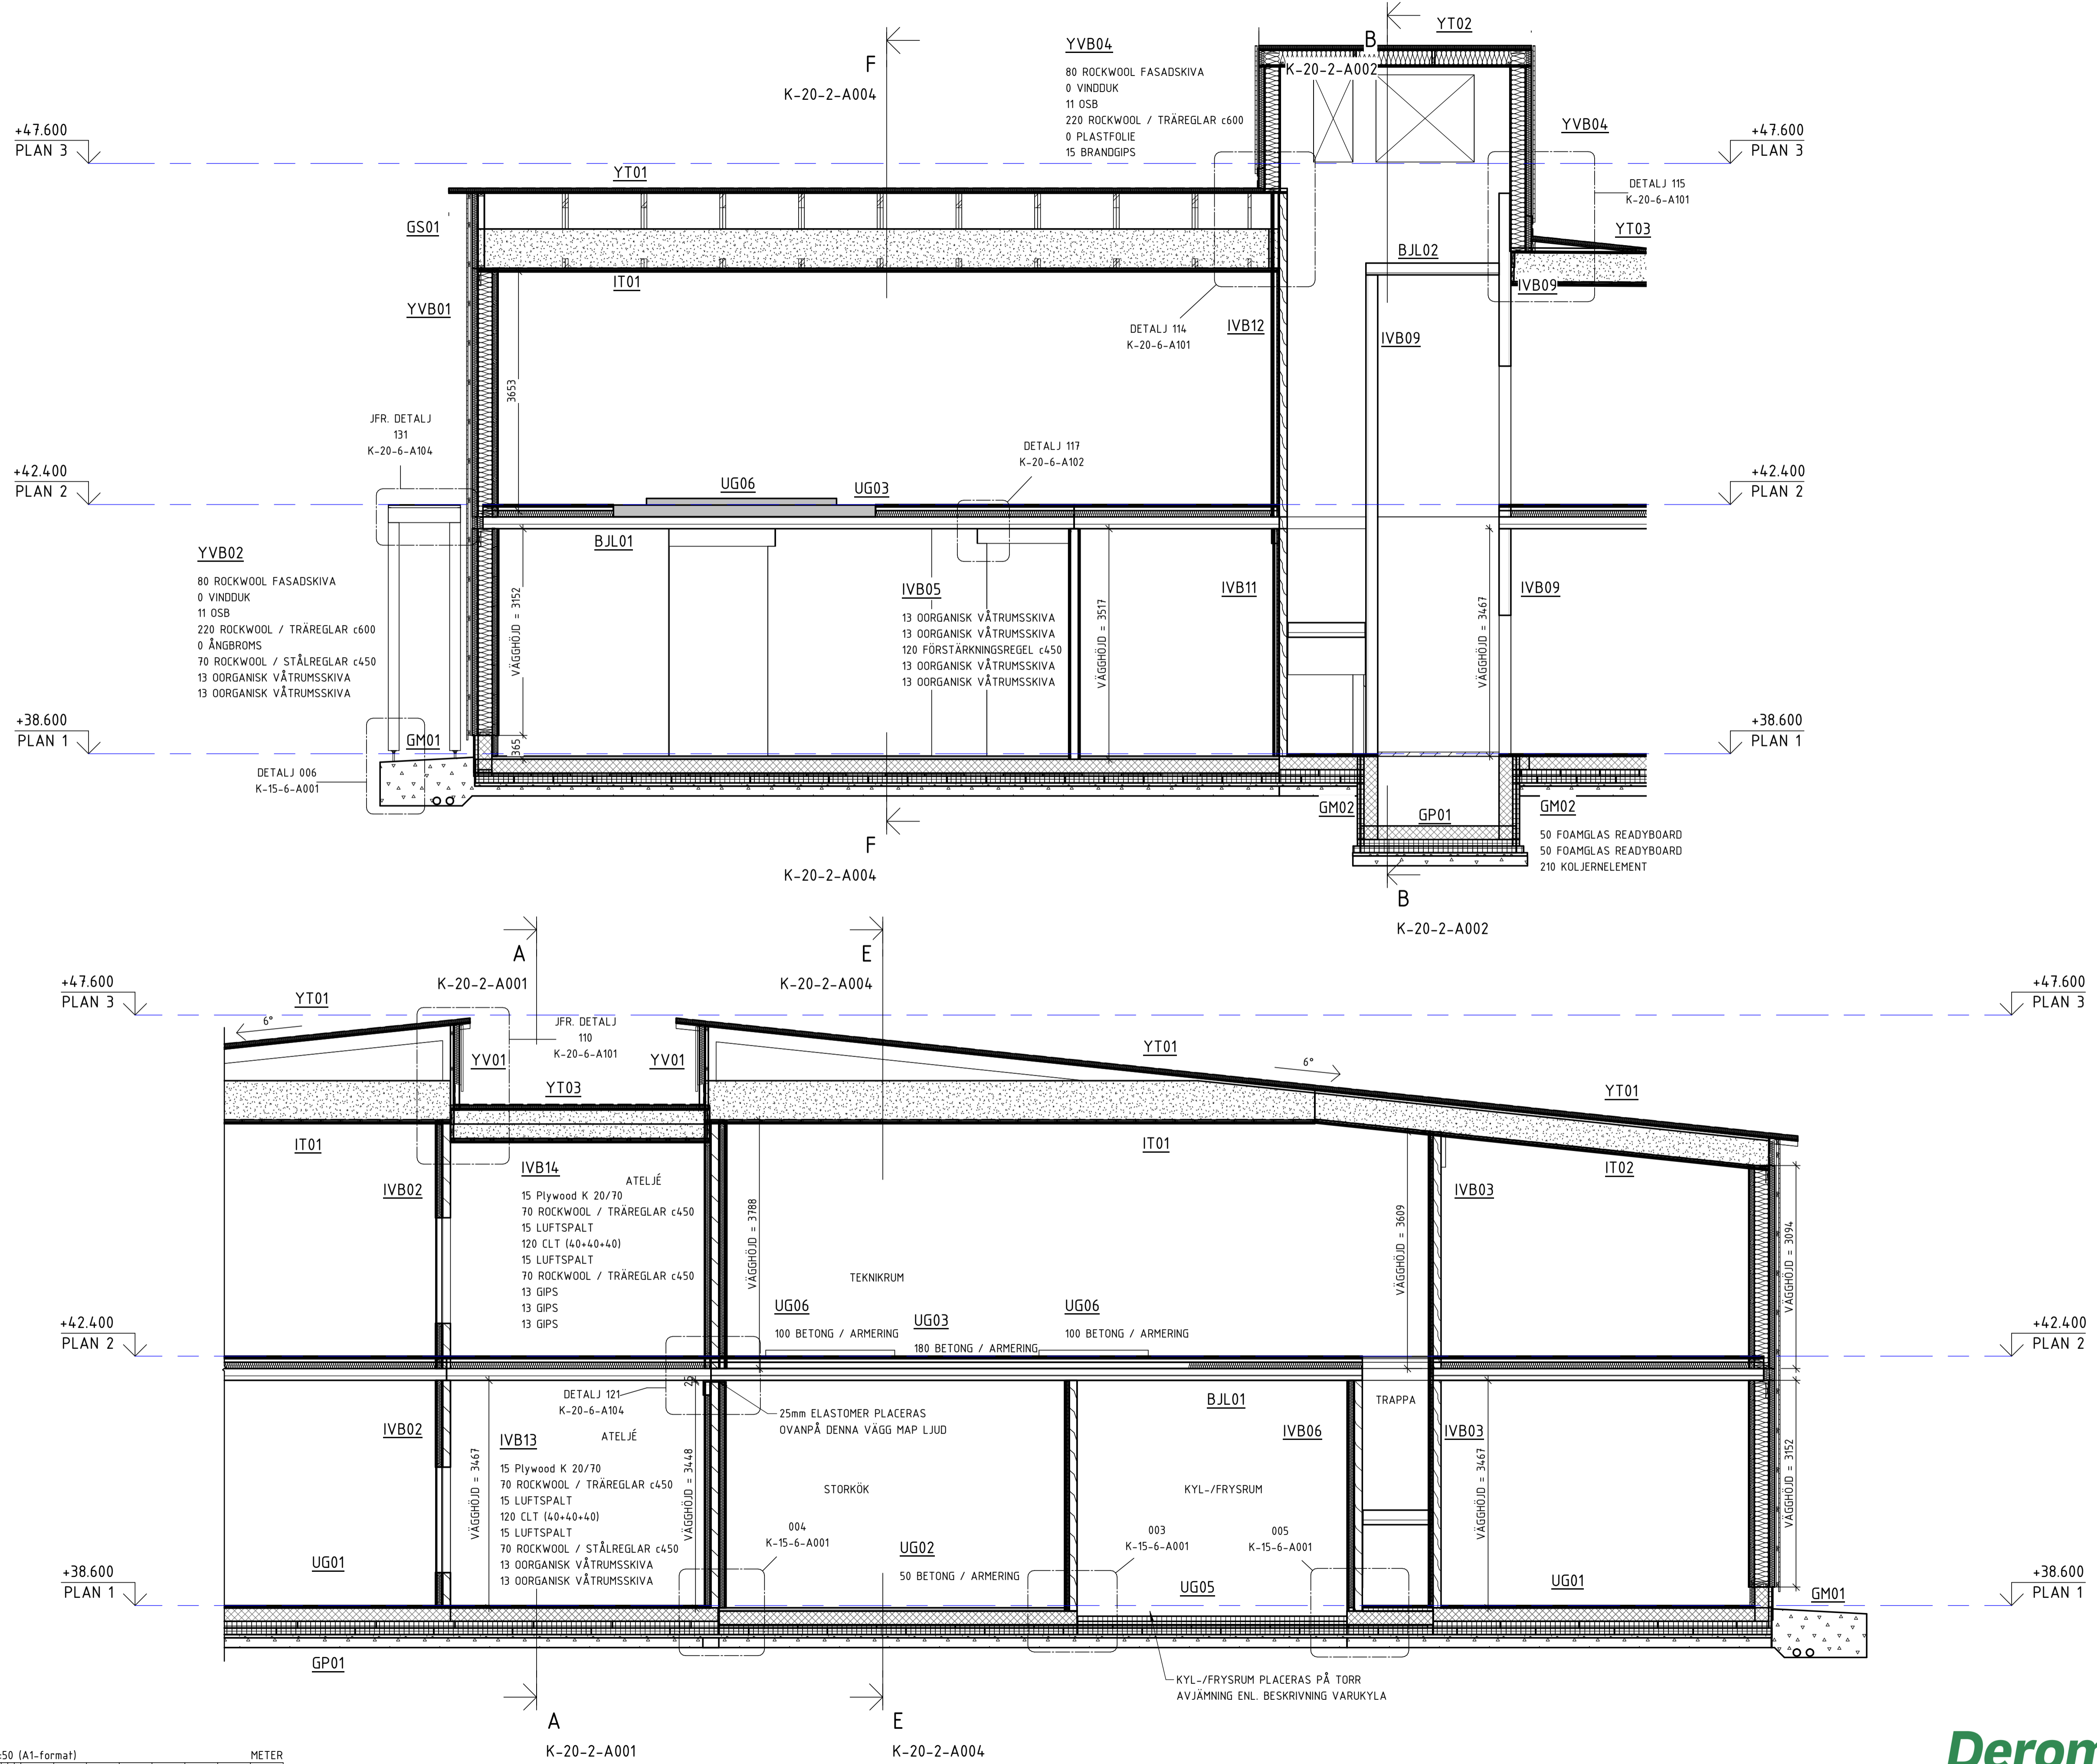 YT02
B
K-20-2-A002
F
K-20-2-A004
YVB04
80 ROCKWOOL FASADSKIVA
0 VINDDUK
11 OSB
220 ROCKWOOL / TRÄREGLAR c600
0 PLASTFOLIE
15 BRANDGIPS
+47.600
PLAN 3
YVB04
+47.600
PLAN 3
YT01
DETALJ 115
K-20-6-A101
GS01
YT03
BJL02
IT01
IVB09
YVB01
DETALJ 114
K-20-6-A101
IVB12
IVB09
3653
JFR. DETALJ
131
K-20-6-A104
DETALJ 117
K-20-6-A102
+42.400
PLAN 2
UG06
UG03
+42.400
PLAN 2
BJL01
YVB02
80 ROCKWOOL FASADSKIVA
0 VINDDUK
11 OSB
220 ROCKWOOL / TRÄREGLAR c600
0 ÅNGBROMS
70 ROCKWOOL / STÅLREGLAR c450
13 OORGANISK VÅTRUMSSKIVA
13 OORGANISK VÅTRUMSSKIVA
VÄGGHÖJD = 3152
365
IVB05
13 OORGANISK VÅTRUMSSKIVA
13 OORGANISK VÅTRUMSSKIVA
120 FÖRSTÄRKNINGSREGEL c450
13 OORGANISK VÅTRUMSSKIVA
13 OORGANISK VÅTRUMSSKIVA
VÄGGHÖJD = 3517
IVB11
VÄGGHÖJD = 3467
IVB09
+38.600
PLAN 1
GM01
+38.600
PLAN 1
DETALJ 006
K-15-6-A001
GM02
GP01
GM02
50 FOAMGLAS READYBOARD
50 FOAMGLAS READYBOARD
210 KOLJERNELEMENT
F
K-20-2-A004
B
K-20-2-A002
A
K-20-2-A001
E
K-20-2-A004
+47.600
PLAN 3
YT01
6°
JFR. DETALJ
110
K-20-6-A101
YV01
YV01
YT03
YT01
6°
YT01
+47.600
PLAN 3
IT01
IT01
IT02
IVB02
IVB14
ATELJÉ
15 Plywood K 20/70
70 ROCKWOOL / TRÄREGLAR c450
15 LUFTSPALT
120 CLT (40+40+40)
15 LUFTSPALT
70 ROCKWOOL / TRÄREGLAR c450
13 GIPS
13 GIPS
13 GIPS
VÄGGHÖJD = 3788
TEKNIKRUM
VÄGGHÖJD = 3609
IVB03
VÄGGHÖJD = 3094
UG06
100 BETONG / ARMERING
UG03
180 BETONG / ARMERING
UG06
100 BETONG / ARMERING
+42.400
PLAN 2
+42.400
PLAN 2
DETALJ 121
K-20-6-A104
25
25mm ELASTOMER PLACERAS
OVANPÅ DENNA VÄGG MAP LJUD
BJL01
TRAPPA
IVB02
IVB13
ATELJÉ
15 Plywood K 20/70
70 ROCKWOOL / TRÄREGLAR c450
15 LUFTSPALT
120 CLT (40+40+40)
15 LUFTSPALT
70 ROCKWOOL / STÅLREGLAR c450
13 OORGANISK VÅTRUMSSKIVA
13 OORGANISK VÅTRUMSSKIVA
VÄGGHÖJD = 3467
VÄGGHÖJD = 3448
IVB06
IVB03
VÄGGHÖJD = 3467
VÄGGHÖJD = 3152
STORKÖK
KYL-/FRYSRUM
004
K-15-6-A001
003
K-15-6-A001
005
K-15-6-A001
UG01
UG02
50 BETONG / ARMERING
UG05
UG01
GM01
+38.600
PLAN 1
+38.600
PLAN 1
GP01
KYL-/FRYSRUM PLACERAS PÅ TORR
AVJÄMNING ENL. BESKRIVNING VARUKYLA
A
K-20-2-A001
E
K-20-2-A004
:50 (A1-format)
METER
Derom